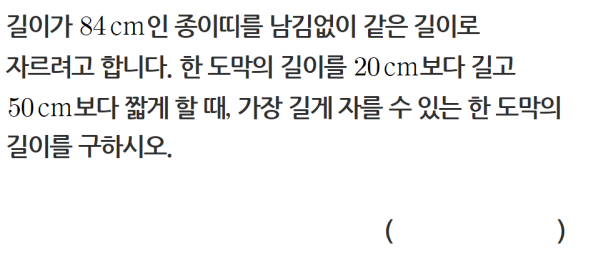 길이가 84 cm인 종이띠를 남김없이 같은 길이로
자르려고 합니다. 한 도막의 길이를 20 cm보다 길고
50 cm보다 짧게 할 때, 가장 길게 자를 수 있는 한 도막의
길이를 구하시오.
(                    )